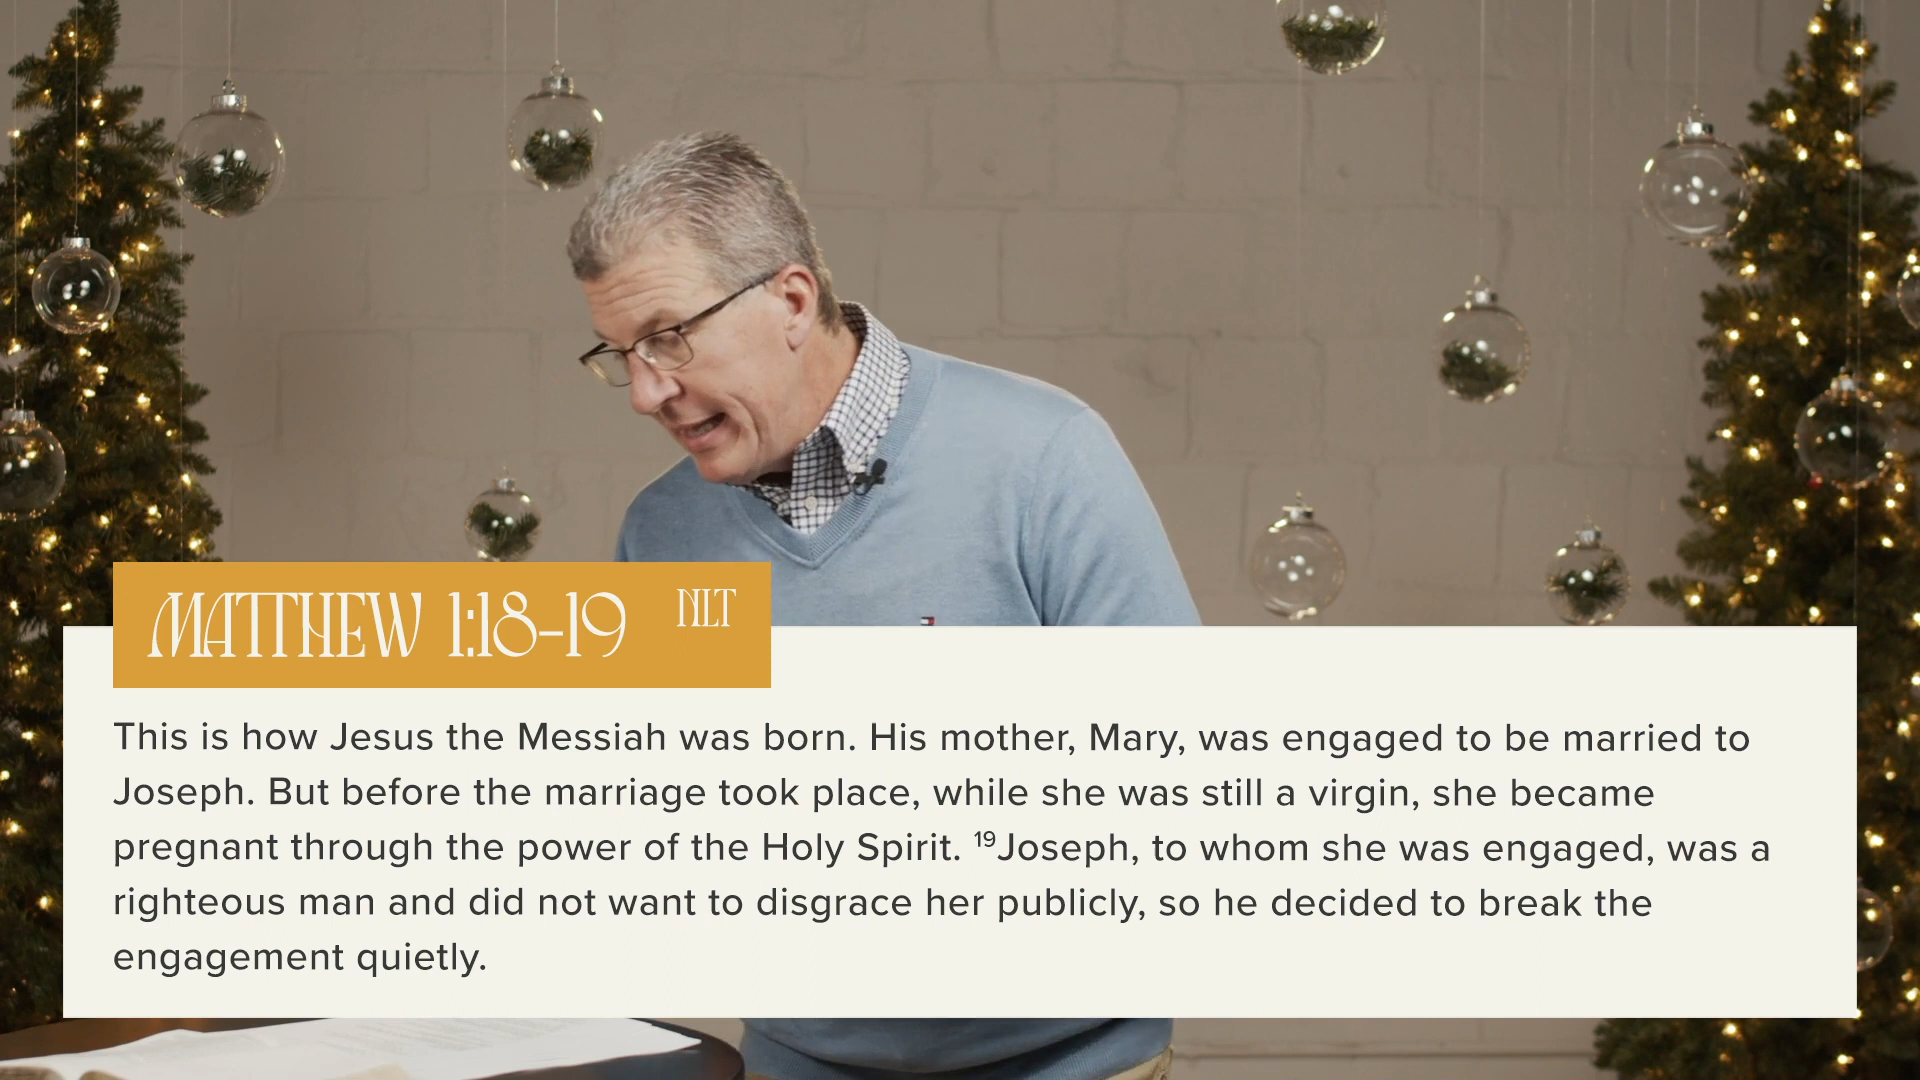 MATTHEW 1:18-19 NLT
This is how Jesus the Messiah was born. His mother, Mary, was engaged to be married to
Joseph. But before the marriage took place, while she was still a virgin, she became
pregnant through the power of the Holy Spirit. ¹⁹Joseph, to whom she was engaged, was a
righteous man and did not want to disgrace her publicly, so he decided to break the
engagement quietly.